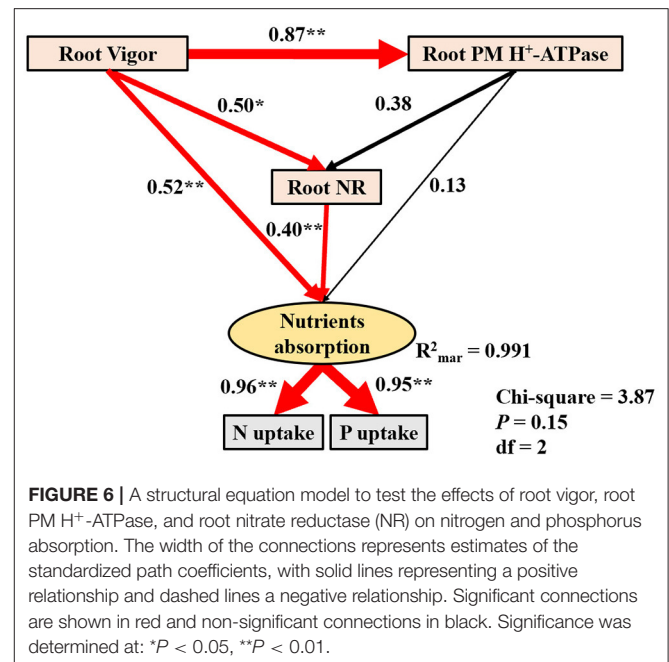 0.87**
Root Vigor
Root PM H⁺-ATPase
0.50*
0.38
Root NR
0.52**
0.13
0.40**
Nutrients
absorption
R²mar = 0.991
0.96**
0.95**
N uptake
P uptake
Chi-square = 3.87
P = 0.15
df = 2
FIGURE 6 | A structural equation model to test the effects of root vigor, root
PM H⁺-ATPase, and root nitrate reductase (NR) on nitrogen and phosphorus
absorption. The width of the connections represents estimates of the
standardized path coefficients, with solid lines representing a positive
relationship and dashed lines a negative relationship. Significant connections
are shown in red and non-significant connections in black. Significance was
determined at: *P < 0.05, **P < 0.01.